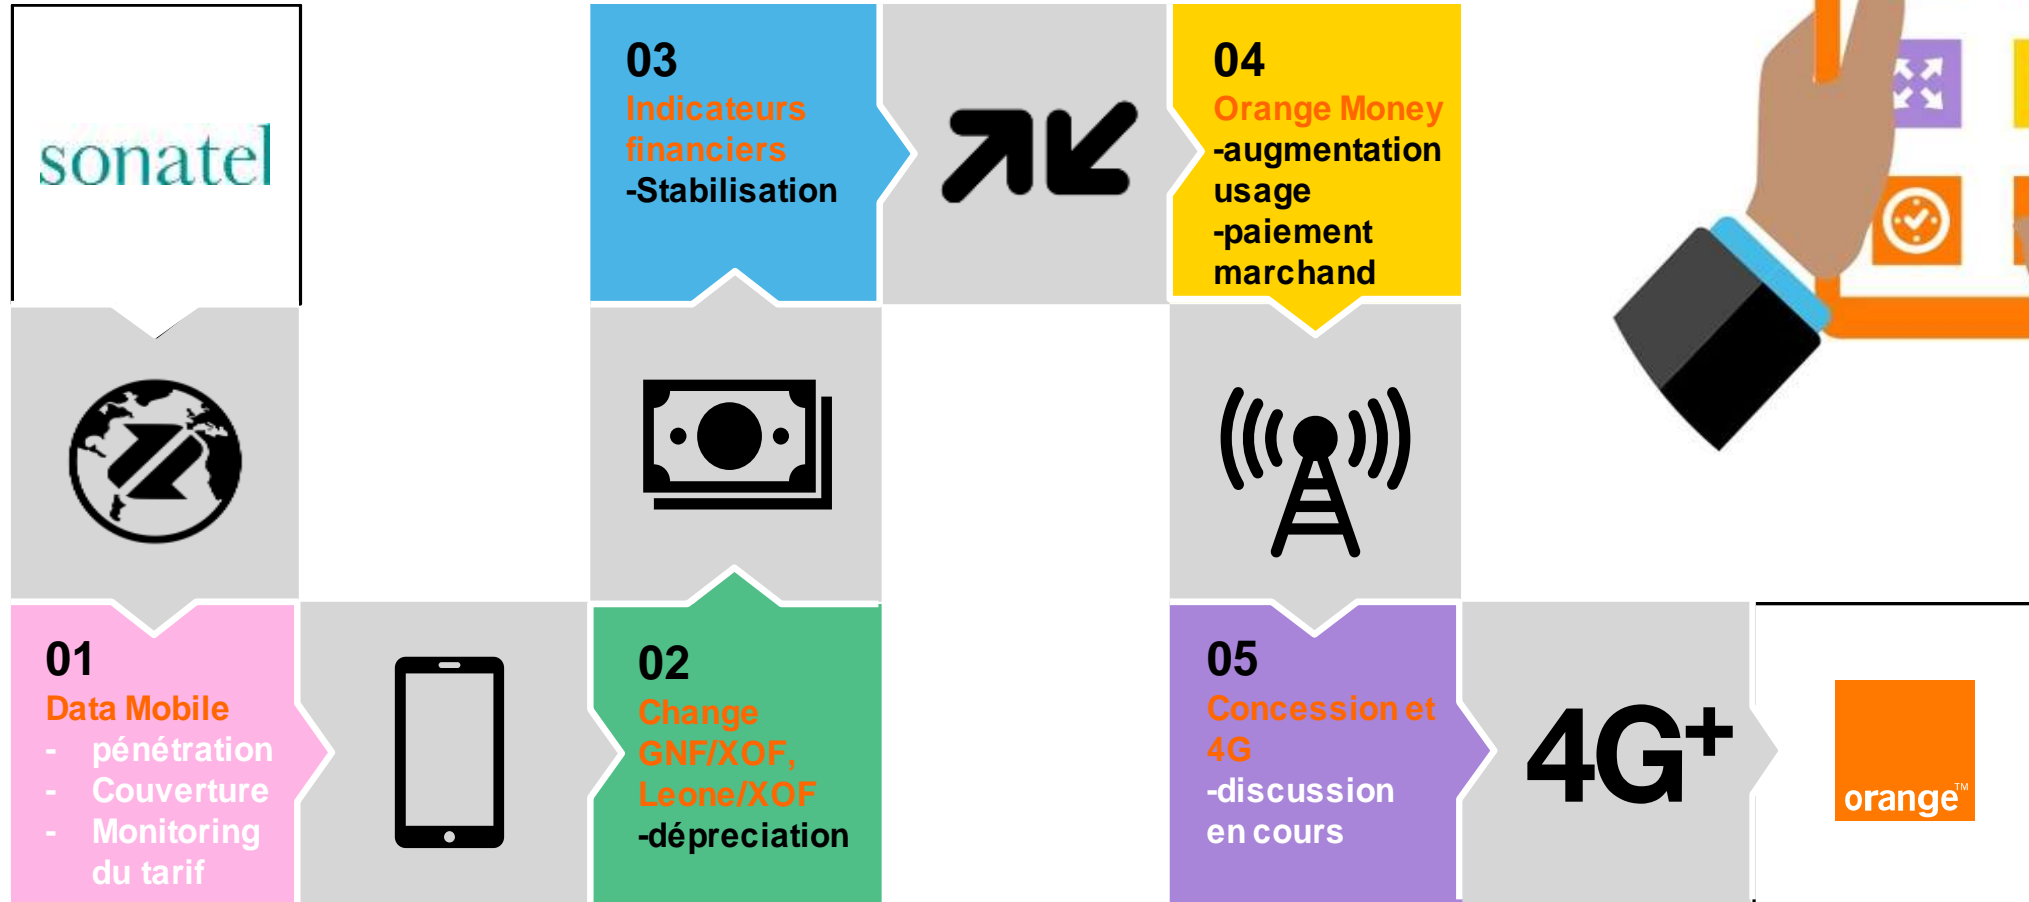 sonatel
01
Data Mobile
- pénétration
- Couverture
- Monitoring
du tarif
02
Change
GNF/XOF,
Leone/XOF
-dépreciation
03
Indicateurs
financiers
-Stabilisation
04
Orange Money
-augmentation
usage
-paiement
marchand
05
Concession et
4G
-discussion
en cours
4G+
orange™